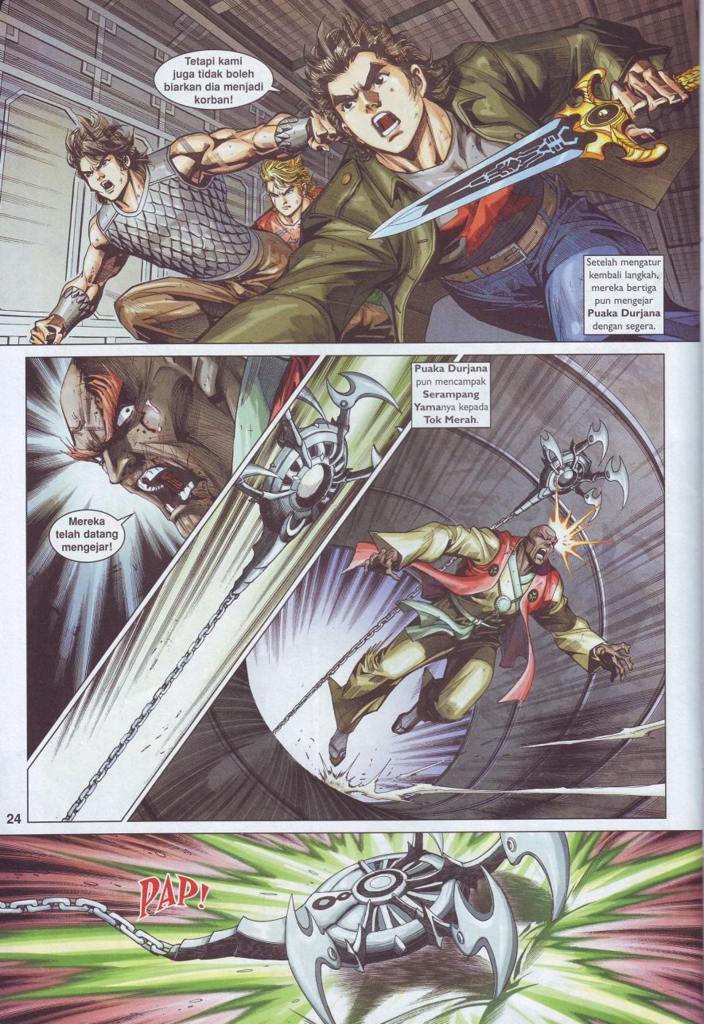 Tetapi kami
juga tidak boleh
biarkan dia menjadi
korban!
Setelah mengatur
kembali langkah,
mereka bertiga
pun mengejar
Puaka Durjana
dengan segera.
Puaka Durjana
pun mencampak
Serampang
Yamanya kepada
Tok Merah.
Mereka
telah datang
mengejar!
24
PAP!